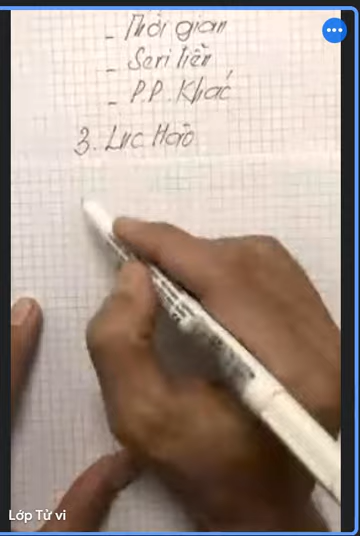 - Thời gian
- Seri tiền
- P.P. Khác
3. Lục Hào
Lớp Tử vi